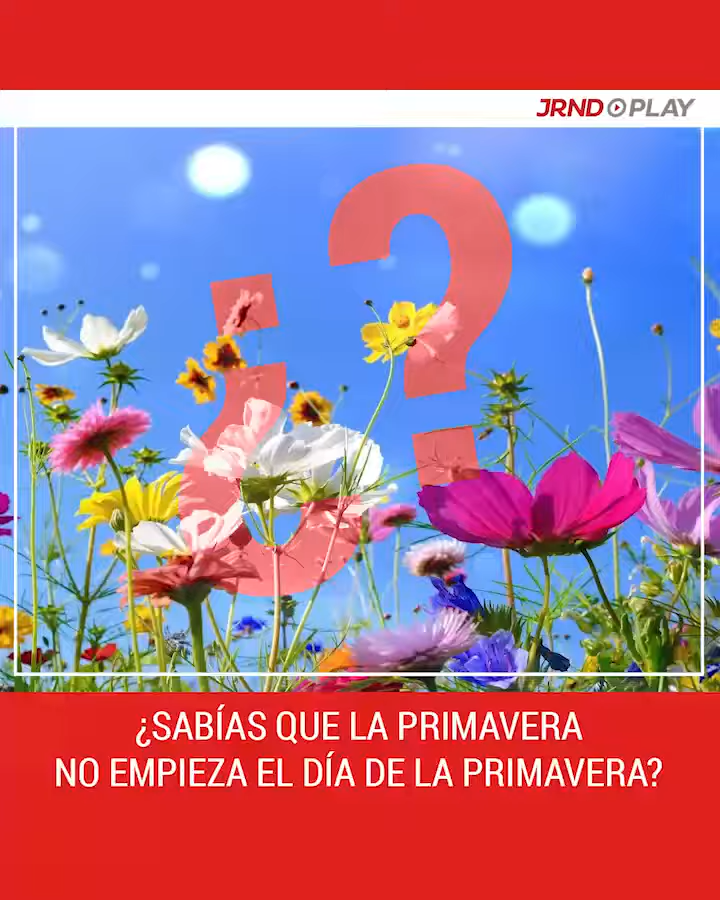 JRND PLAY
¿?
¿SABÍAS QUE LA PRIMAVERA
NO EMPIEZA EL DÍA DE LA PRIMAVERA?